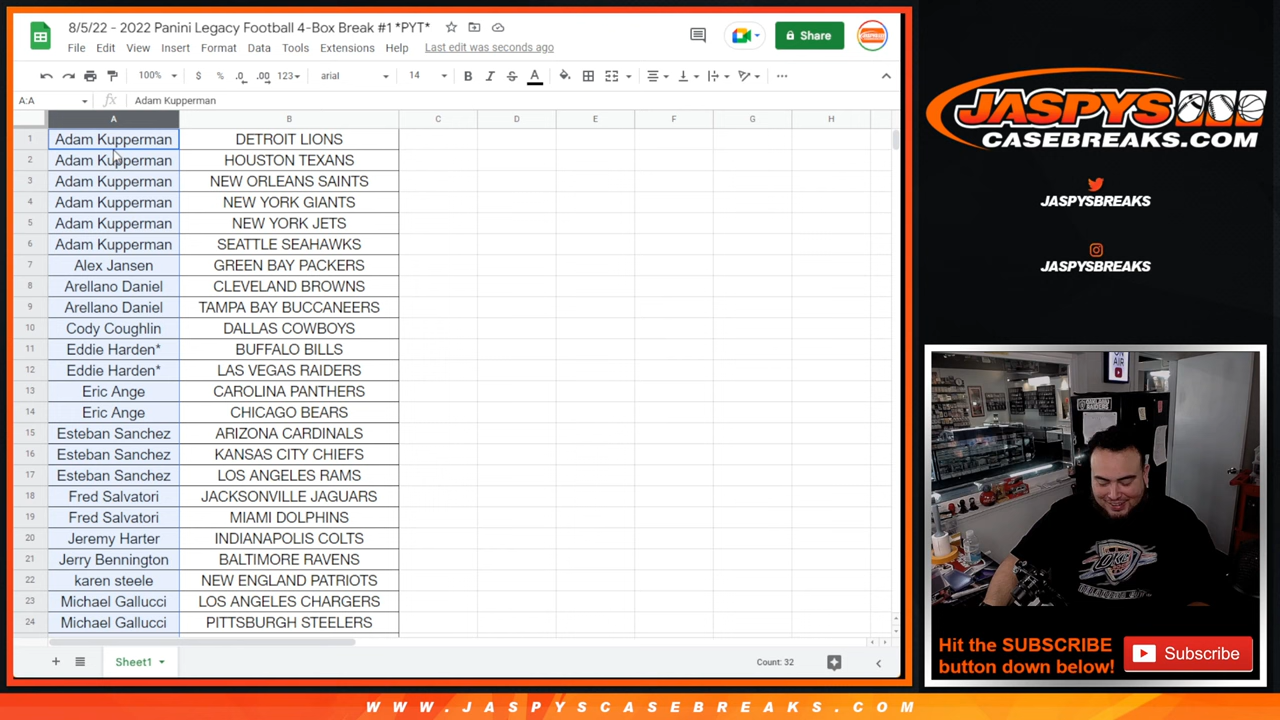 8/5/22 - 2022 Panini Legacy Football 4-Box Break #1 *PYT*
File Edit View Insert Format Data Tools Extensions Help Last edit was seconds ago
Share
100% $ % .0 .00 123 arial 14 B I S A
A:A fx Adam Kupperman
A B C D E F G H
1 Adam Kupperman DETROIT LIONS
2 Adam Kupperman HOUSTON TEXANS
3 Adam Kupperman NEW ORLEANS SAINTS
4 Adam Kupperman NEW YORK GIANTS
5 Adam Kupperman NEW YORK JETS
6 Adam Kupperman SEATTLE SEAHAWKS
7 Alex Jansen GREEN BAY PACKERS
8 Arellano Daniel CLEVELAND BROWNS
9 Arellano Daniel TAMPA BAY BUCCANEERS
10 Cody Coughlin DALLAS COWBOYS
11 Eddie Harden* BUFFALO BILLS
12 Eddie Harden* LAS VEGAS RAIDERS
13 Eric Ange CAROLINA PANTHERS
14 Eric Ange CHICAGO BEARS
15 Esteban Sanchez ARIZONA CARDINALS
16 Esteban Sanchez KANSAS CITY CHIEFS
17 Esteban Sanchez LOS ANGELES RAMS
18 Fred Salvatori JACKSONVILLE JAGUARS
19 Fred Salvatori MIAMI DOLPHINS
20 Jeremy Harter INDIANAPOLIS COLTS
21 Jerry Bennington BALTIMORE RAVENS
22 karen steele NEW ENGLAND PATRIOTS
23 Michael Gallucci LOS ANGELES CHARGERS
24 Michael Gallucci PITTSBURGH STEELERS
Sheet1
Count: 32
JASPYS
CASEBREAKS.COM
JASPYSBREAKS
JASPYSBREAKS
ON
AIR
OKC
Hit the SUBSCRIBE
button down below!
Subscribe
WWW.JASPYSCASEBREAKS.COM